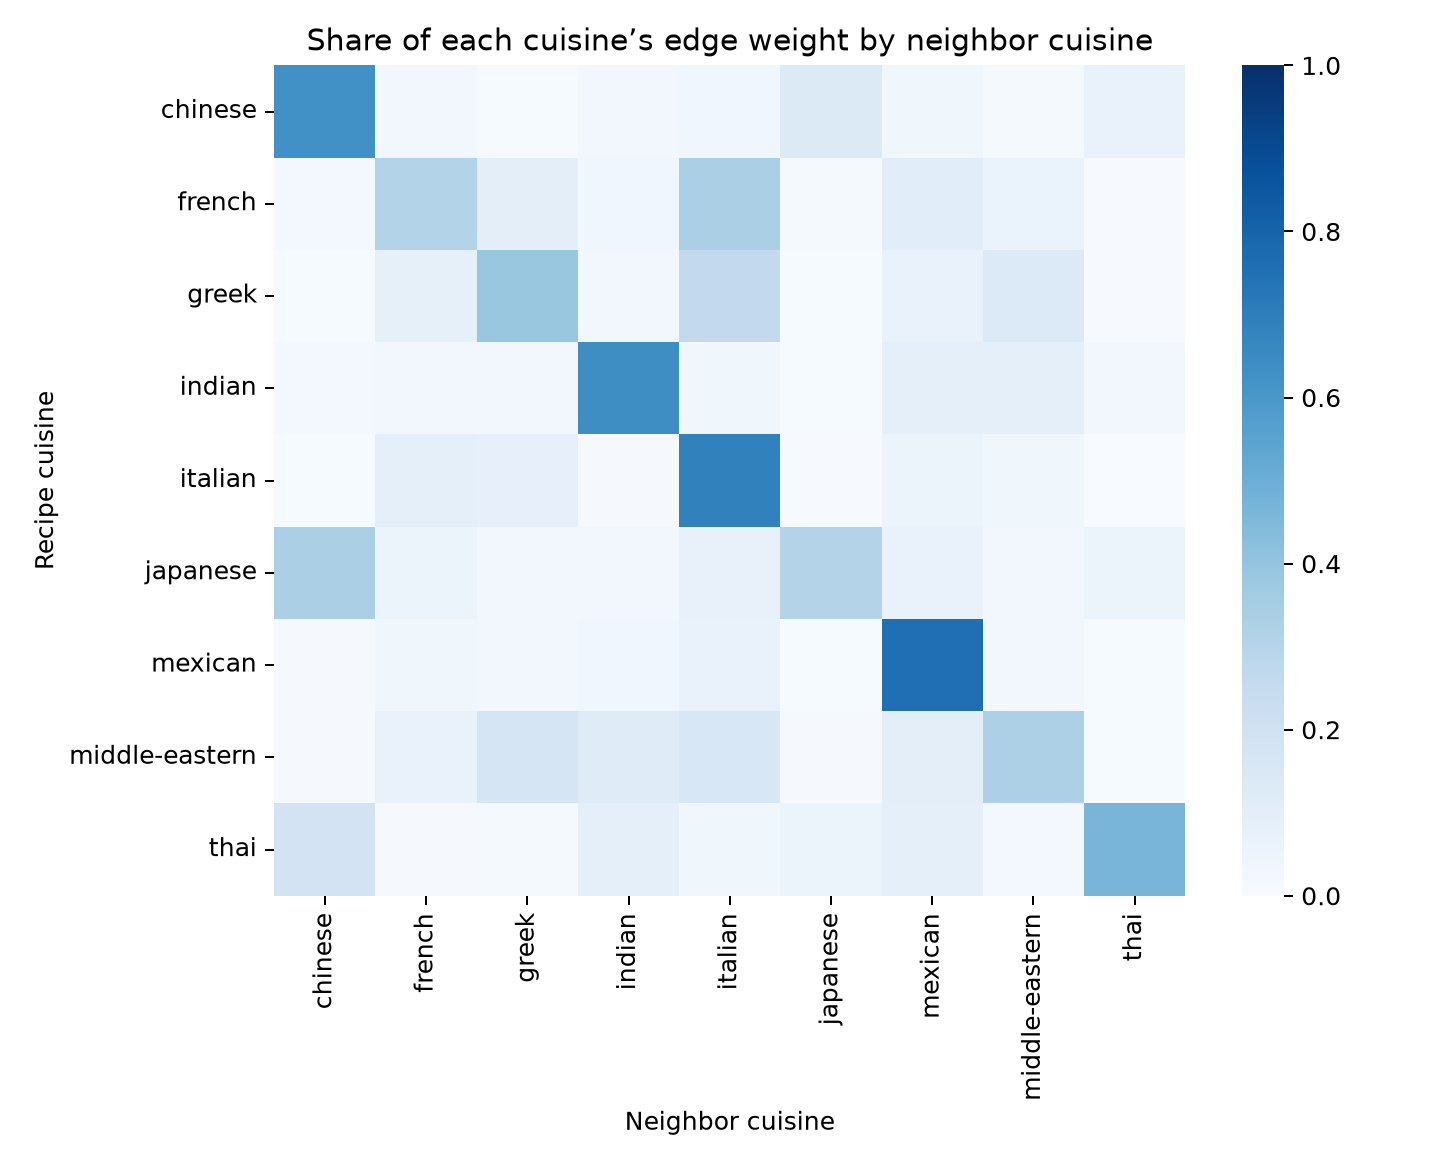 Share of each cuisine’s edge weight by neighbor cuisine
Recipe cuisine
chinese
french
greek
indian
italian
japanese
mexican
middle-eastern
thai
chinese
french
greek
indian
italian
japanese
mexican
middle-eastern
thai
Neighbor cuisine
1.0
0.8
0.6
0.4
0.2
0.0